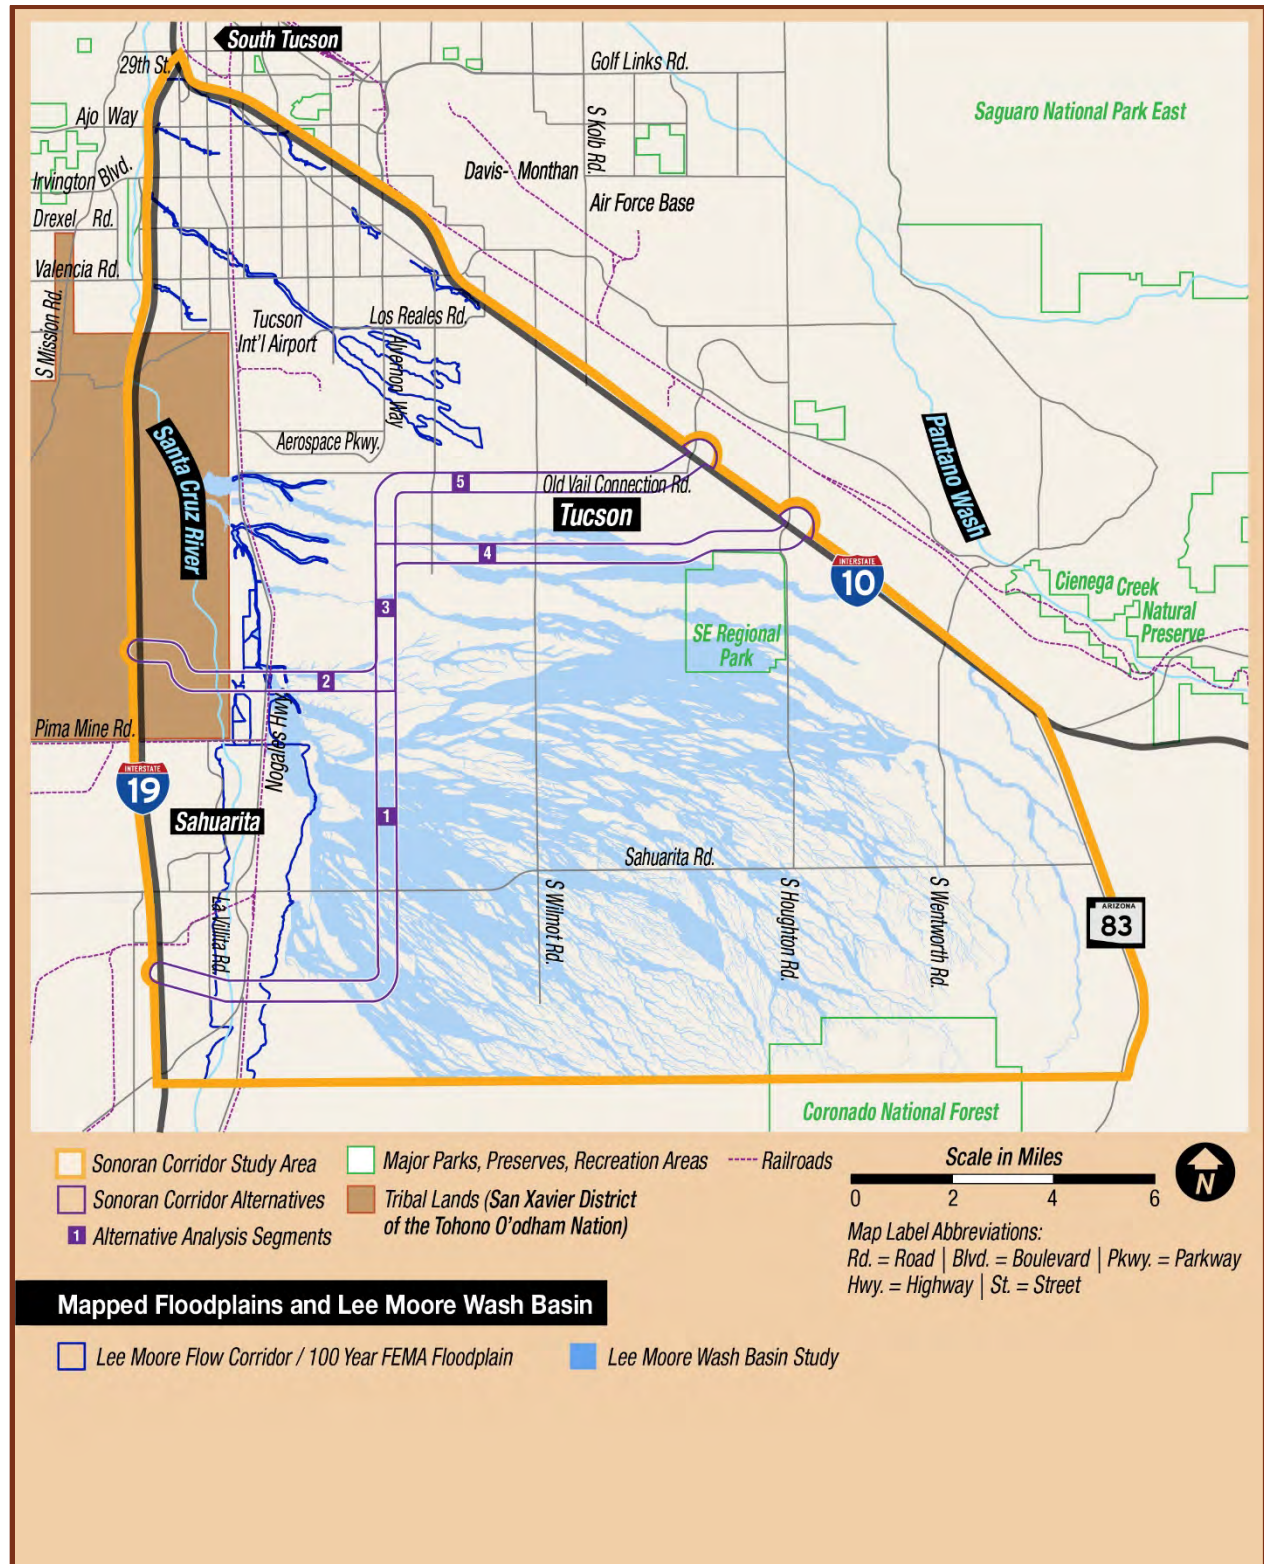 South Tucson
29th St.
Golf Links Rd.
Ajo Way
S Kolb Rd.
Saguaro National Park East
Irvington Blvd.
Davis- Monthan
Air Force Base
Drexel Rd.
Valencia Rd.
S Mission Rd.
Tucson
Int'l Airport
Los Reales Rd.
Alvernon Way
Aerospace Pkwy.
Santa Cruz River
Pantano Wash
5
Old Vail Connection Rd.
Tucson
4
INTERSTATE
10
Cienega Creek
Natural
Preserve
3
SE Regional
Park
2
Pima Mine Rd.
Nogales Hwy
INTERSTATE
19
Sahuarita
1
Sahuarita Rd.
La Villita Rd.
S Wilmot Rd.
S Houghton Rd.
S Wentworth Rd.
ARIZONA
83
Coronado National Forest
Sonoran Corridor Study Area
Major Parks, Preserves, Recreation Areas
Railroads
Sonoran Corridor Alternatives
Tribal Lands (San Xavier District
of the Tohono O'odham Nation)
1 Alternative Analysis Segments
Scale in Miles
0 2 4 6
N
Map Label Abbreviations:
Rd. = Road | Blvd. = Boulevard | Pkwy. = Parkway
Hwy. = Highway | St. = Street
Mapped Floodplains and Lee Moore Wash Basin
Lee Moore Flow Corridor / 100 Year FEMA Floodplain
Lee Moore Wash Basin Study